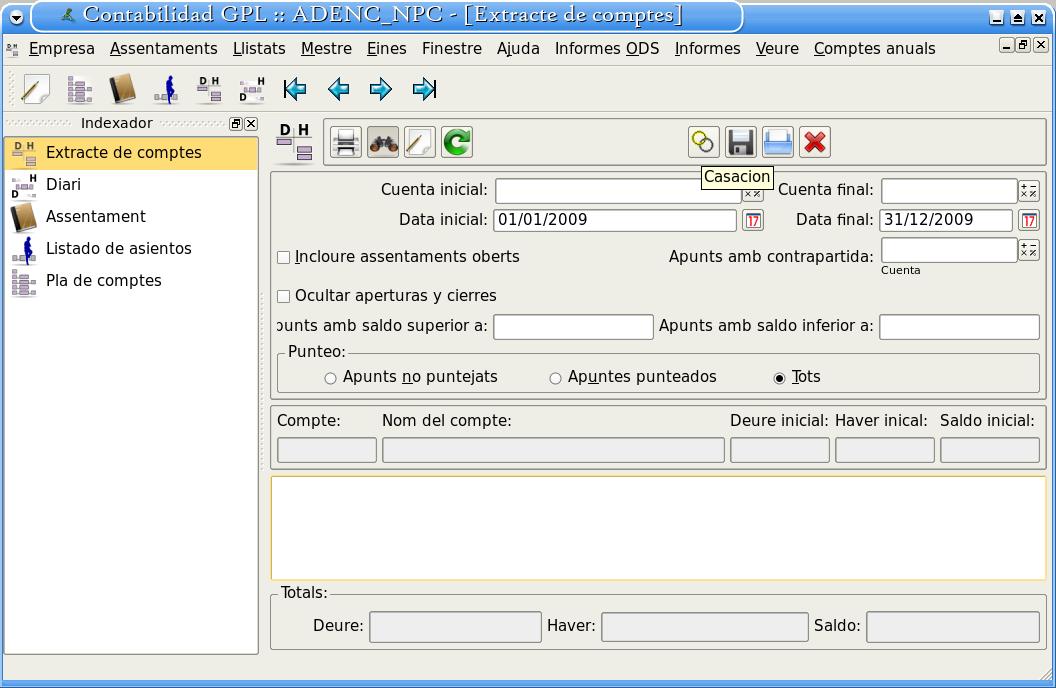 Contabilidad GPL :: ADENC_NPC - [Extracte de comptes]
Empresa Assentaments Llistats Mestre Eines Finestre Ajuda Informes ODS Informes Veure Comptes anuals
D H
Indexador
Extracte de comptes
Diari
Assentament
Listado de asientos
Pla de comptes
D H
Casacion
Cuenta inicial: Cuenta final:
Data inicial: 01/01/2009 17 Data final: 31/12/2009 17
Incloure assentaments oberts Apunts amb contrapartida:
Cuenta
Ocultar aperturas y cierres
punts amb saldo superior a: Apunts amb saldo inferior a:
Punteo:
Apunts no puntejats Apuntes punteados Tots
Compte: Nom del compte: Deure inicial: Haver inical: Saldo inicial:
Totals:
Deure: Haver: Saldo: